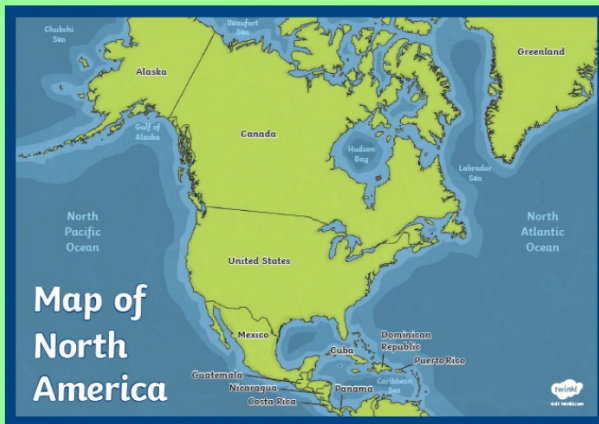 Chukchi
Sea
Beaufort
Sea
Greenland
Alaska
Gulf of
Alaska
Canada
Hudson
Bay
Labrador
Sea
North
Pacific
Ocean
North
Atlantic
Ocean
United States
Map of
North
America
Mexico
Cuba
Dominican
Republic
Puerto Rico
Guatemala
Nicaragua
Costa Rica
Panama
Caribbean
Sea
twinkl